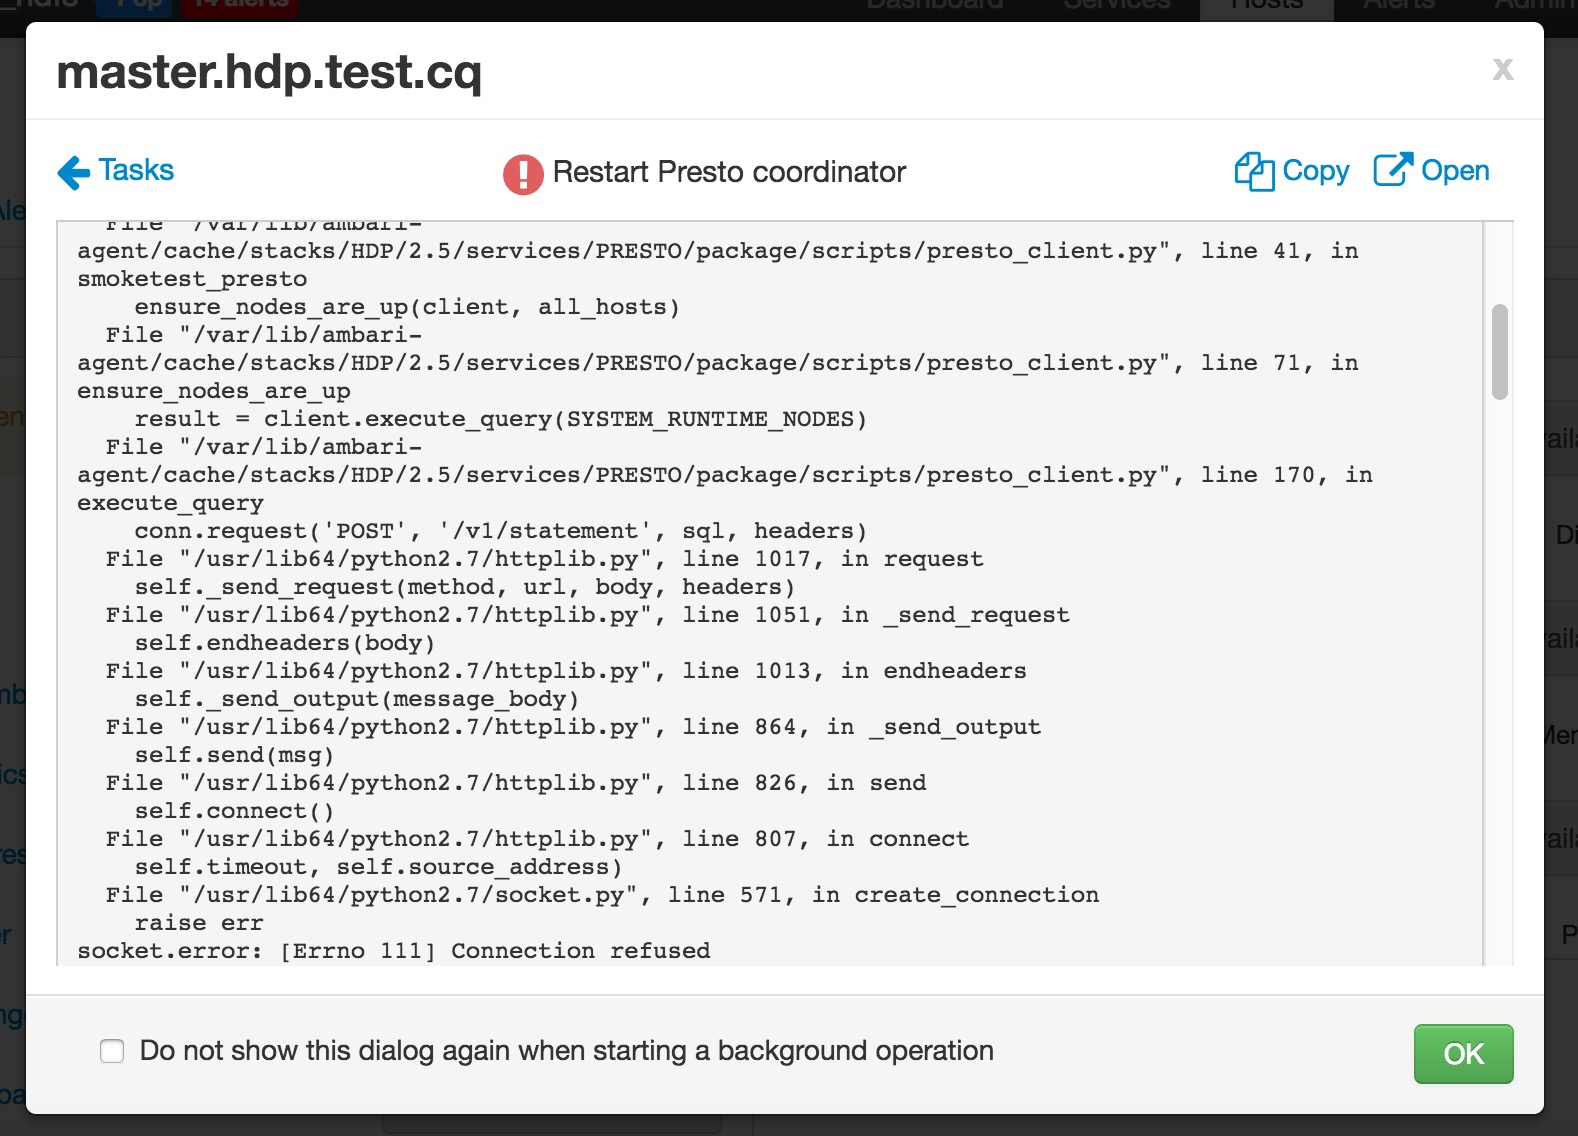 Dashboard
Services
Hosts
Alerts
master.hdp.test.cq
x
Tasks
Restart Presto coordinator
Copy
Open
File "/var/lib/ambari-
agent/cache/stacks/HDP/2.5/services/PRESTO/package/scripts/presto_client.py", line 41, in
smoketest_presto
ensure_nodes_are_up(client, all_hosts)
File "/var/lib/ambari-
agent/cache/stacks/HDP/2.5/services/PRESTO/package/scripts/presto_client.py", line 71, in
ensure_nodes_are_up
result = client.execute_query(SYSTEM_RUNTIME_NODES)
File "/var/lib/ambari-
agent/cache/stacks/HDP/2.5/services/PRESTO/package/scripts/presto_client.py", line 170, in
execute_query
conn.request('POST', '/v1/statement', sql, headers)
File "/usr/lib64/python2.7/httplib.py", line 1017, in request
self._send_request(method, url, body, headers)
File "/usr/lib64/python2.7/httplib.py", line 1051, in _send_request
self.endheaders(body)
File "/usr/lib64/python2.7/httplib.py", line 1013, in endheaders
self._send_output(message_body)
File "/usr/lib64/python2.7/httplib.py", line 864, in _send_output
self.send(msg)
File "/usr/lib64/python2.7/httplib.py", line 826, in send
self.connect()
File "/usr/lib64/python2.7/httplib.py", line 807, in connect
self.timeout, self.source_address)
File "/usr/lib64/python2.7/socket.py", line 571, in create_connection
raise err
socket.error: [Errno 111] Connection refused
Do not show this dialog again when starting a background operation
OK